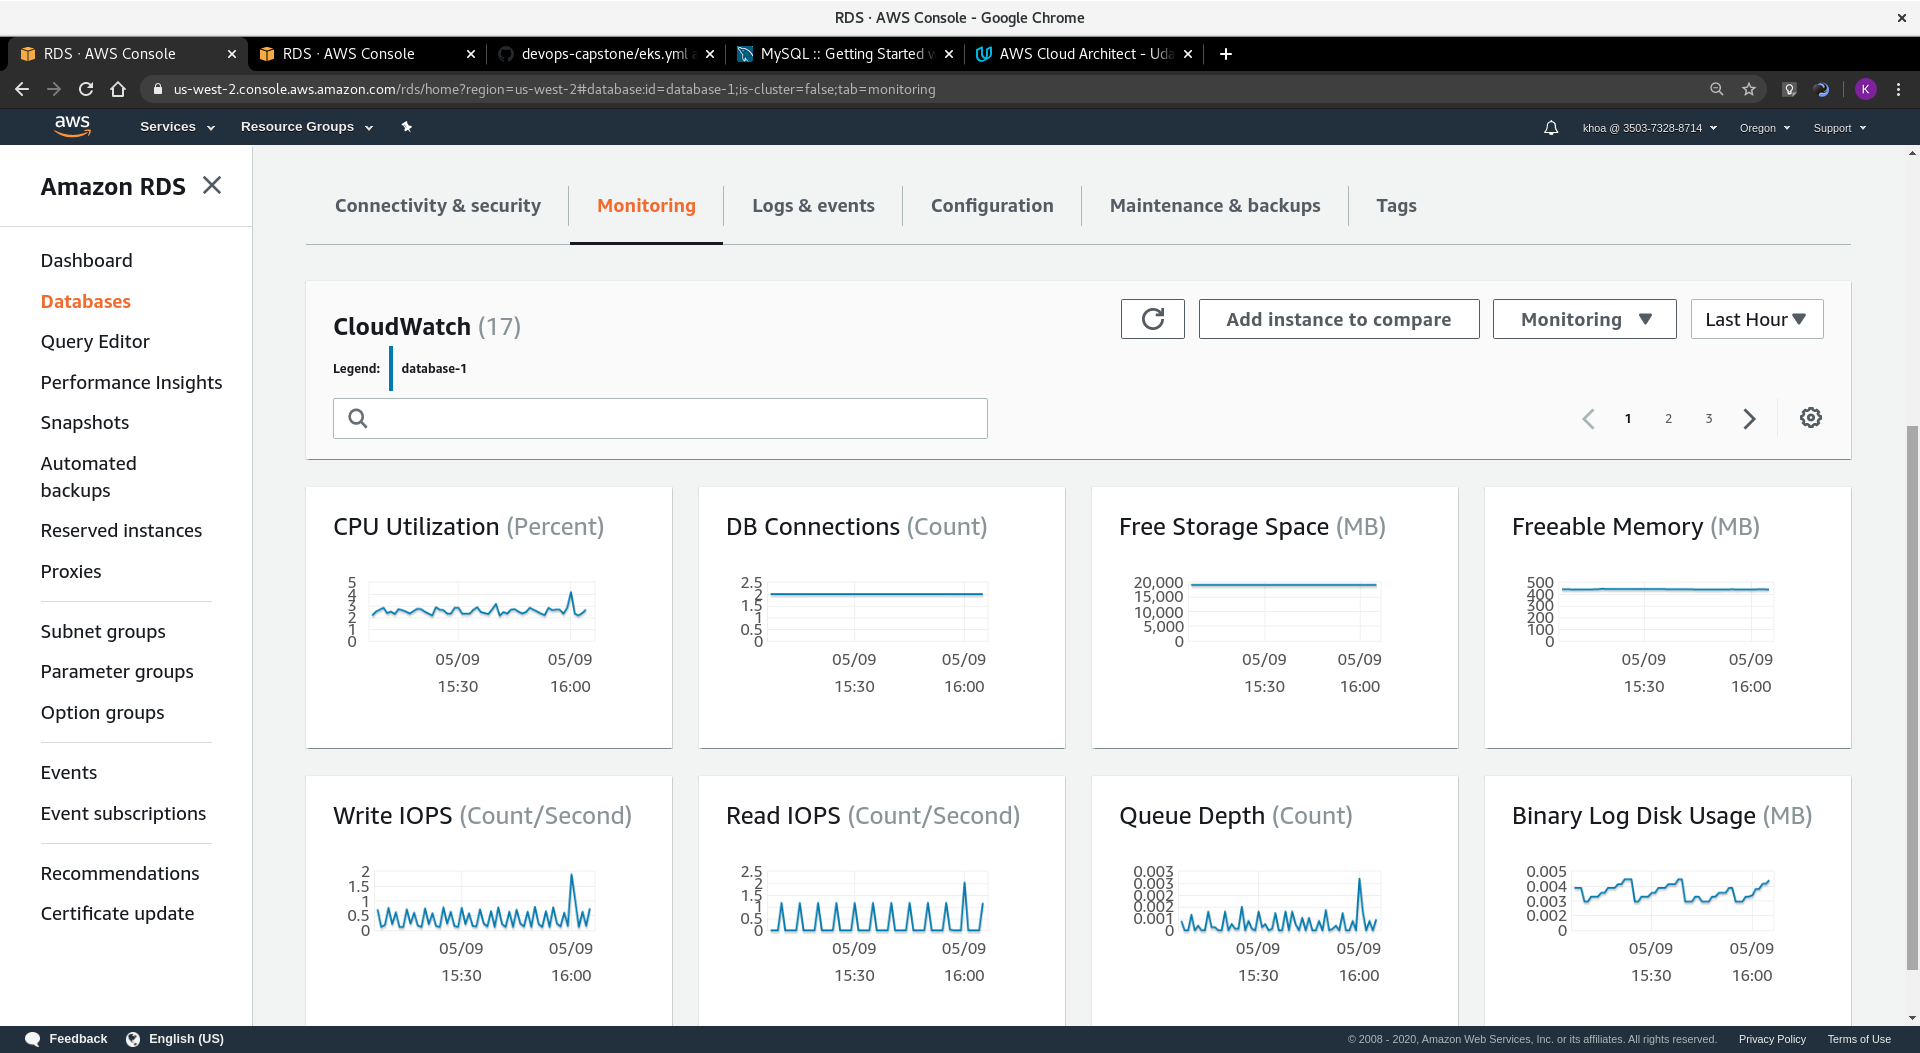 RDS · AWS Console - Google Chrome
RDS · AWS Console
RDS · AWS Console
devops-capstone/eks.yml
MySQL :: Getting Started
AWS Cloud Architect - Uda
us-west-2.console.aws.amazon.com/rds/home?region=us-west-2#database:id=database-1;is-cluster=false;tab=monitoring
K
aws
Services
Resource Groups
khoa @ 3503-7328-8714
Oregon
Support
Amazon RDS
Dashboard
Databases
Query Editor
Performance Insights
Snapshots
Automated
backups
Reserved instances
Proxies
Subnet groups
Parameter groups
Option groups
Events
Event subscriptions
Recommendations
Certificate update
Connectivity & security
Monitoring
Logs & events
Configuration
Maintenance & backups
Tags
CloudWatch (17)
Add instance to compare
Monitoring
Last Hour
Legend:
database-1
1 2 3
CPU Utilization (Percent)
5
4
3
2
1
0
05/09 05/09
15:30 16:00
DB Connections (Count)
2.5
2
1.5
1
0.5
0
05/09 05/09
15:30 16:00
Free Storage Space (MB)
20,000
15,000
10,000
5,000
0
05/09 05/09
15:30 16:00
Freeable Memory (MB)
500
400
300
200
100
0
05/09 05/09
15:30 16:00
Write IOPS (Count/Second)
2
1.5
1
0.5
0
05/09 05/09
15:30 16:00
Read IOPS (Count/Second)
2.5
2
1.5
1
0.5
0
05/09 05/09
15:30 16:00
Queue Depth (Count)
0.003
0.003
0.002
0.002
0.001
0
05/09 05/09
15:30 16:00
Binary Log Disk Usage (MB)
0.005
0.004
0.003
0.002
0
05/09 05/09
15:30 16:00
Feedback
English (US)
© 2008 - 2020, Amazon Web Services, Inc. or its affiliates. All rights reserved.
Privacy Policy
Terms of Use